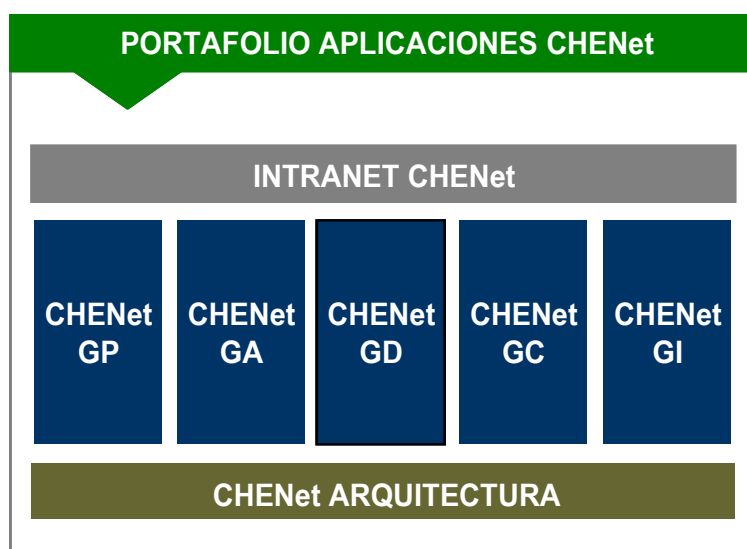 PORTAFOLIO APLICACIONES CHENet
INTRANET CHENet
CHENet
GP
CHENet
GA
CHENet
GD
CHENet
GC
CHENet
GI
CHENet ARQUITECTURA